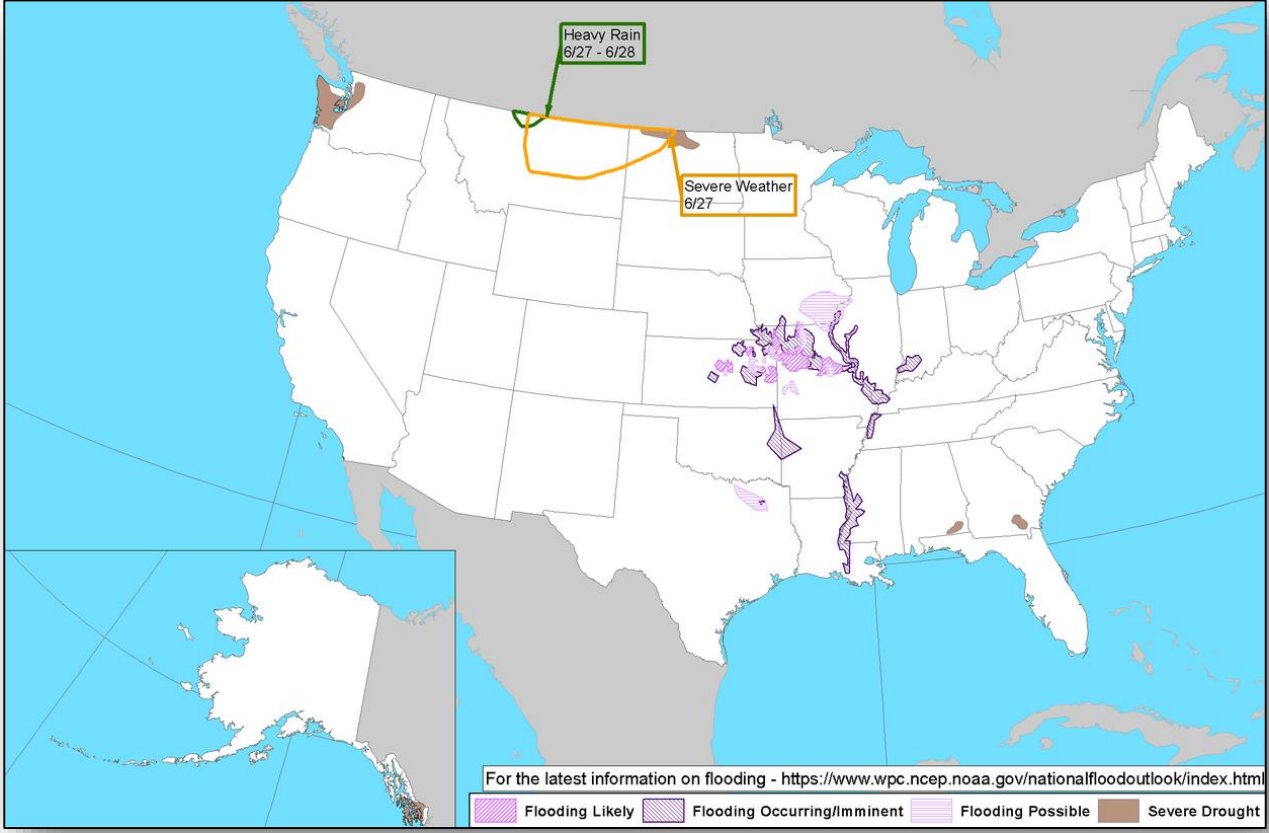 Heavy Rain
6/27 - 6/28
Severe Weather
6/27
For the latest information on flooding - https://www.wpc.ncep.noaa.gov/nationalfloodoutlook/index.html
Flooding Likely
Flooding Occurring/Imminent
Flooding Possible
Severe Drought